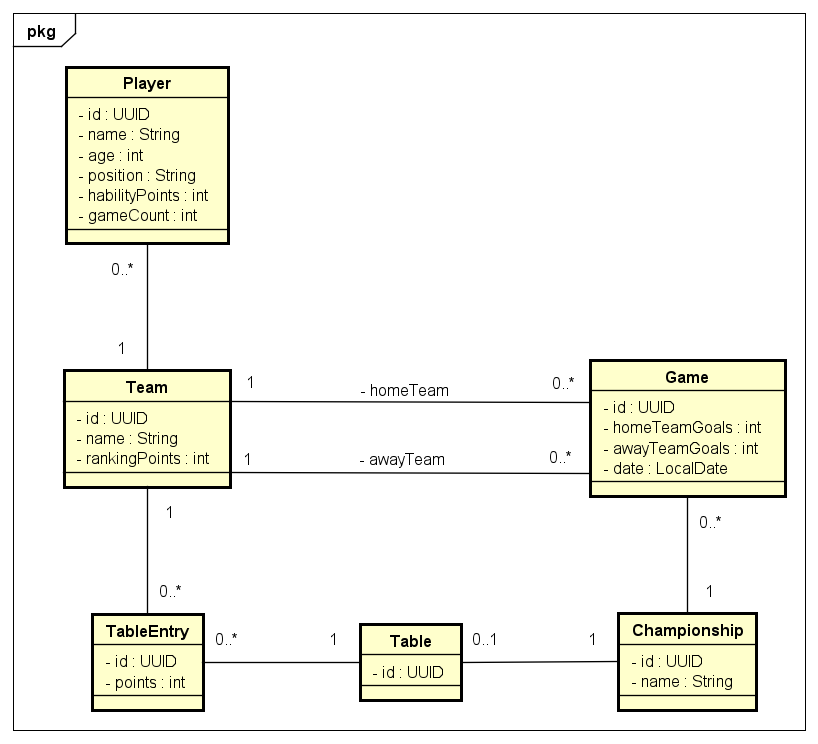 pkg
Player
- id : UUID
- name : String
- age : int
- position : String
- habilityPoints : int
- gameCount : int
0..*
1
Team
- id : UUID
- name : String
- rankingPoints : int
1
- homeTeam
0..*
1
- awayTeam
0..*
Game
- id : UUID
- homeTeamGoals : int
- awayTeamGoals : int
- date : LocalDate
1
0..*
0..*
1
TableEntry
- id : UUID
- points : int
0..*
1
Table
- id : UUID
0..1
1
Championship
- id : UUID
- name : String